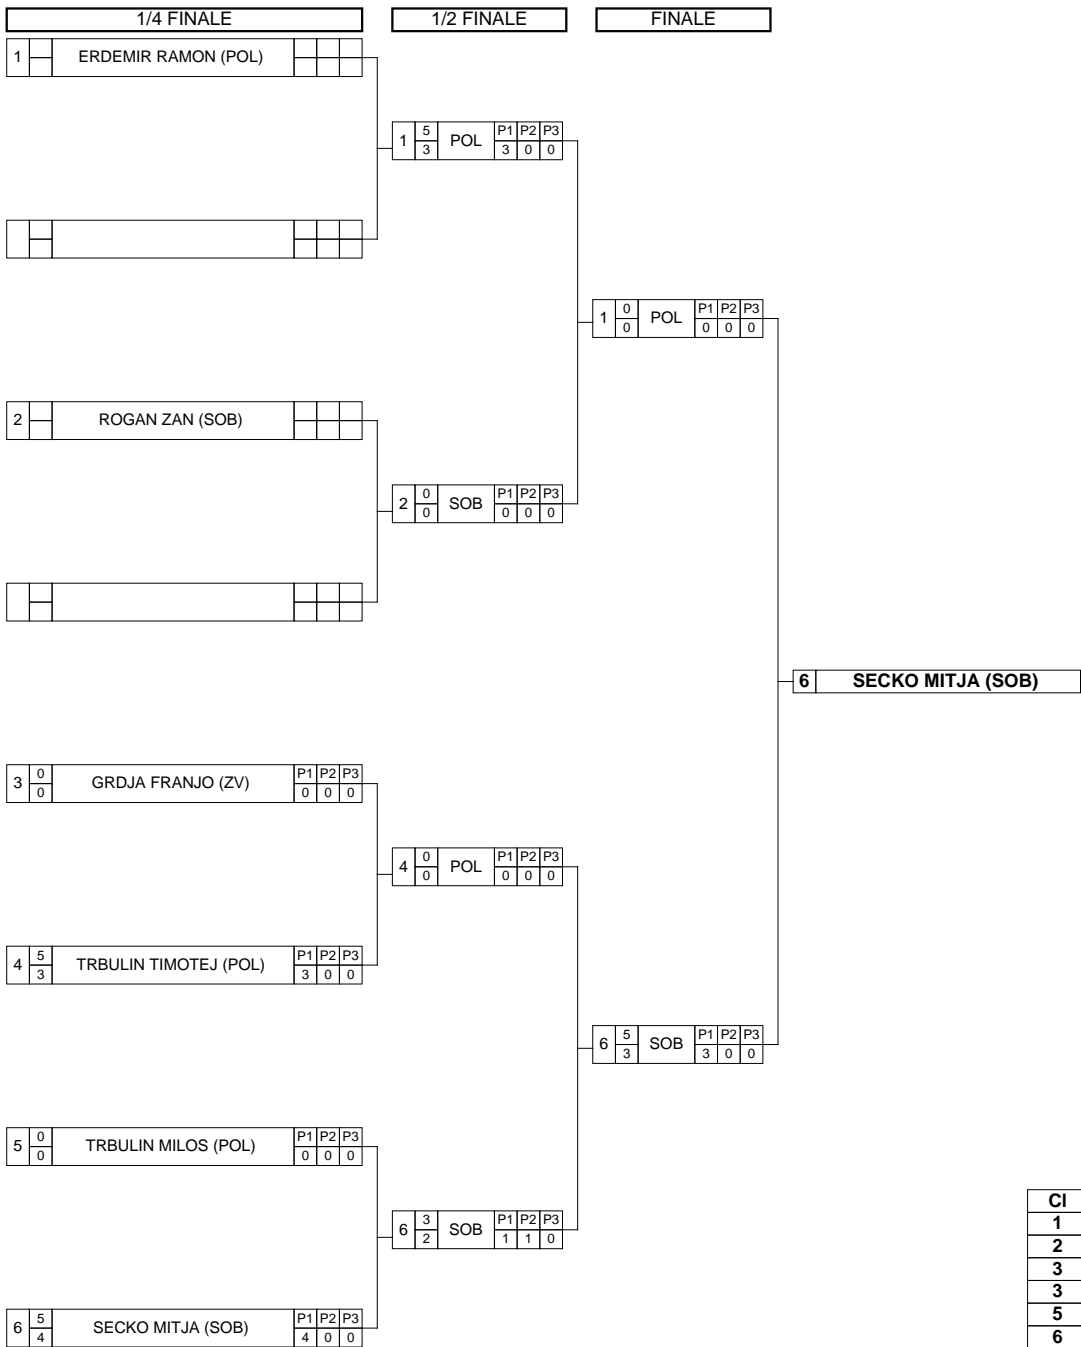 1/4 FINALE 1/2 FINALE FINALE
1 ERDEMIR RAMON (POL)
1 5 POL P1 P2 P3
3 3 0 0
1 0 POL P1 P2 P3
0 0 0 0
2 ROGAN ZAN (SOB)
2 0 SOB P1 P2 P3
0 0 0 0
6 SECKO MITJA (SOB)
3 0 GRDJA FRANJO (ZV) P1 P2 P3
0 0 0 0
4 0 POL P1 P2 P3
0 0 0 0
4 5 TRBULIN TIMOTEJ (POL) P1 P2 P3
3 3 0 0
6 5 SOB P1 P2 P3
3 3 0 0
5 0 TRBULIN MILOS (POL) P1 P2 P3
0 0 0 0
6 3 SOB P1 P2 P3
2 1 1 0
6 5 SECKO MITJA (SOB) P1 P2 P3
4 4 0 0
Cl
1
2
3
3
5
6